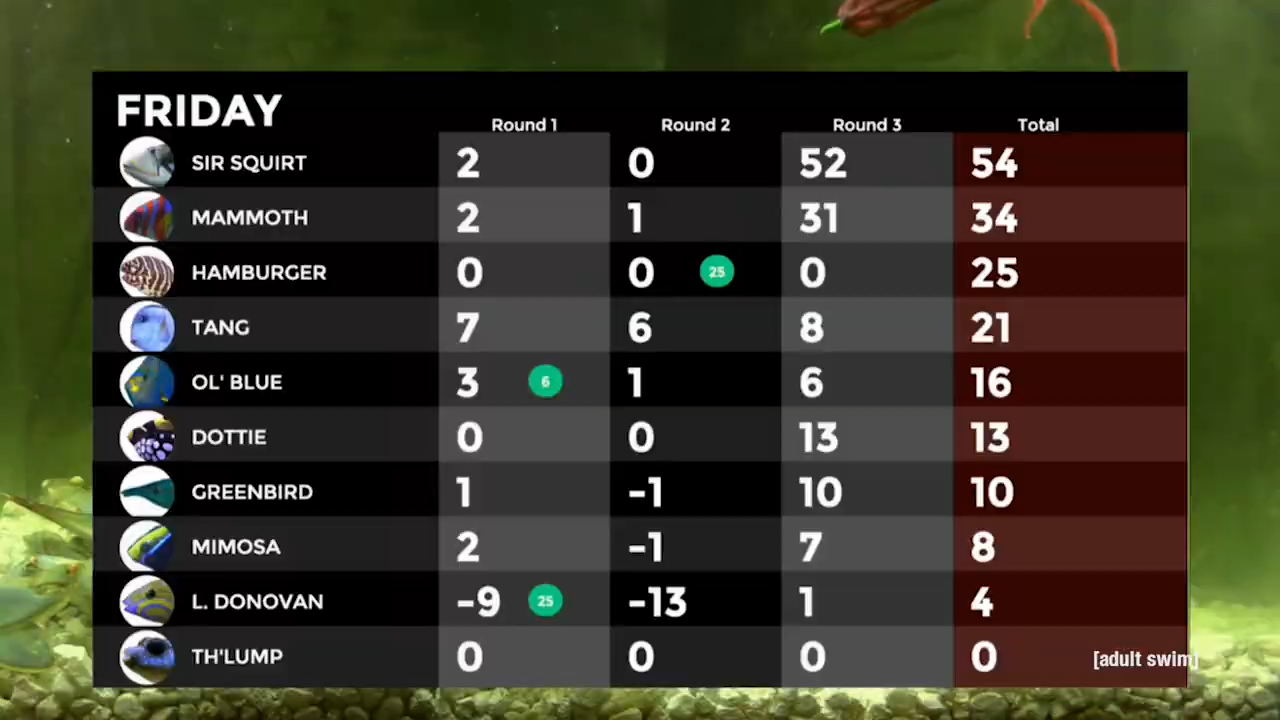 FRIDAY
Round 1 Round 2 Round 3 Total
SIR SQUIRT 2 0 52 54
MAMMOTH 2 1 31 34
HAMBURGER 0 0 25 0 25
TANG 7 6 8 21
OL' BLUE 3 6 1 6 16
DOTTIE 0 0 13 13
GREENBIRD 1 -1 10 10
MIMOSA 2 -1 7 8
L. DONOVAN -9 25 -13 1 4
TH'LUMP 0 0 0 0
[adult swim]